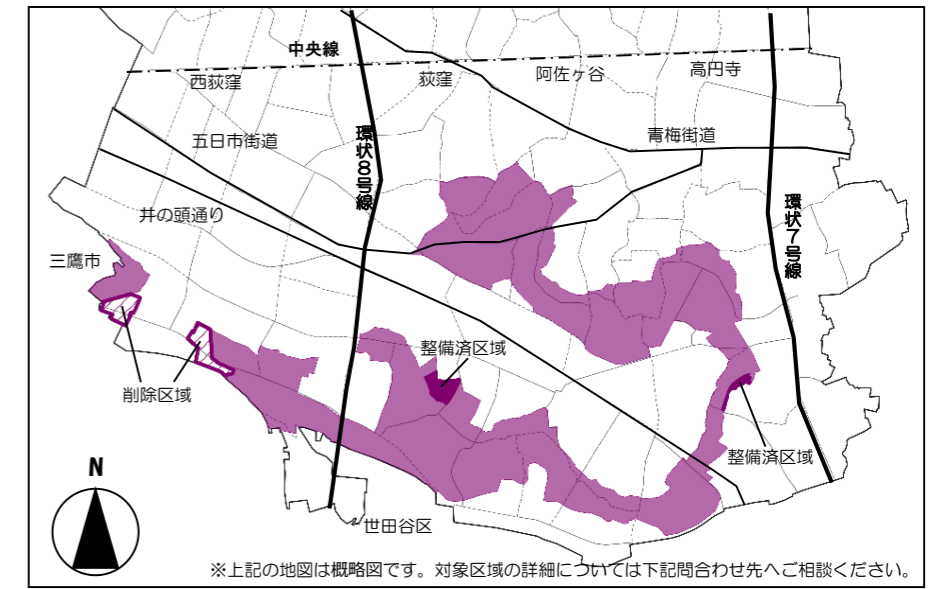 中央線
西荻窪
荻窪
阿佐ヶ谷
高円寺
五日市街道
環状8号線
青梅街道
井の頭通り
環状7号線
三鷹市
整備済区域
削除区域
整備済区域
N
世田谷区
※上記の地図は概略図です。対象区域の詳細については下記問合わせ先へご相談ください。